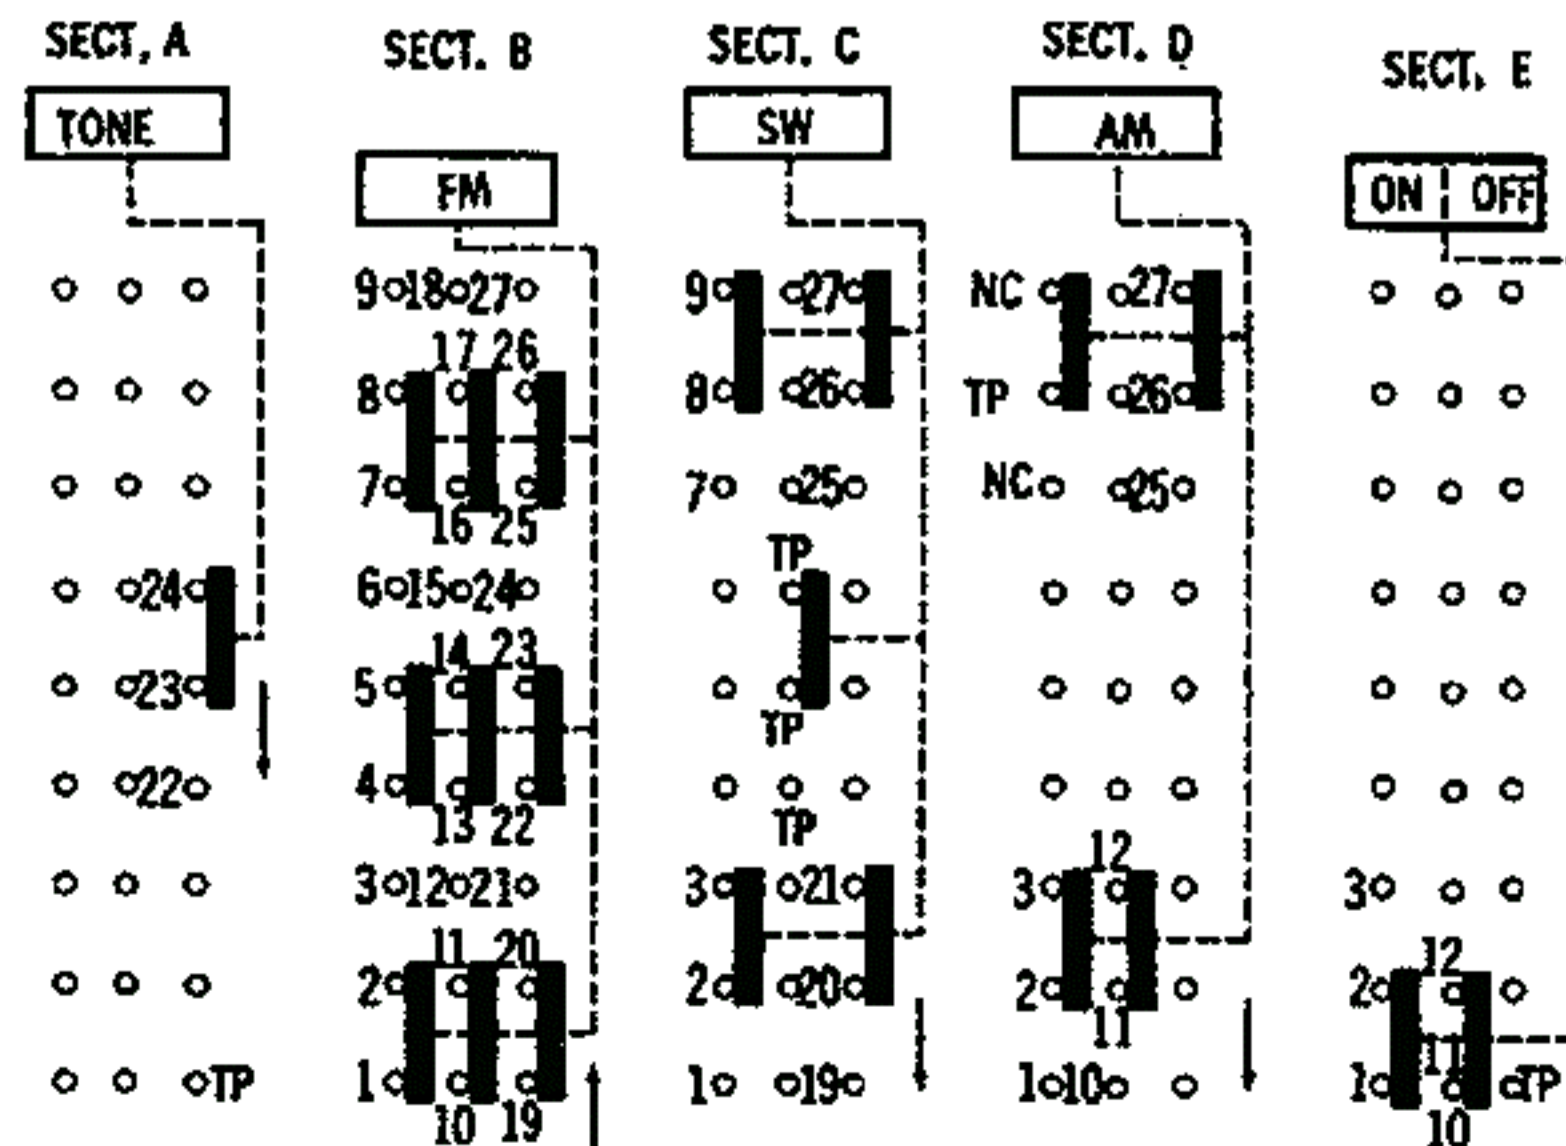 SECT, A SECT. B SECT. C SECT. D SECT, E
TONE FM SW AM ON OFF
9 18 27 9 27 NC 27
17 26
8 8 26 TP 26
7 7 25 NC 25
16 25
TP
24 6 15 24
14 23
23 5
TP
22 4
13 22 TP
12
3 12 21 3 21 3 3
11 20 12
2 2 20 2 2
11
11
TP 1 1 19 1 10 1 TP
10 19 10